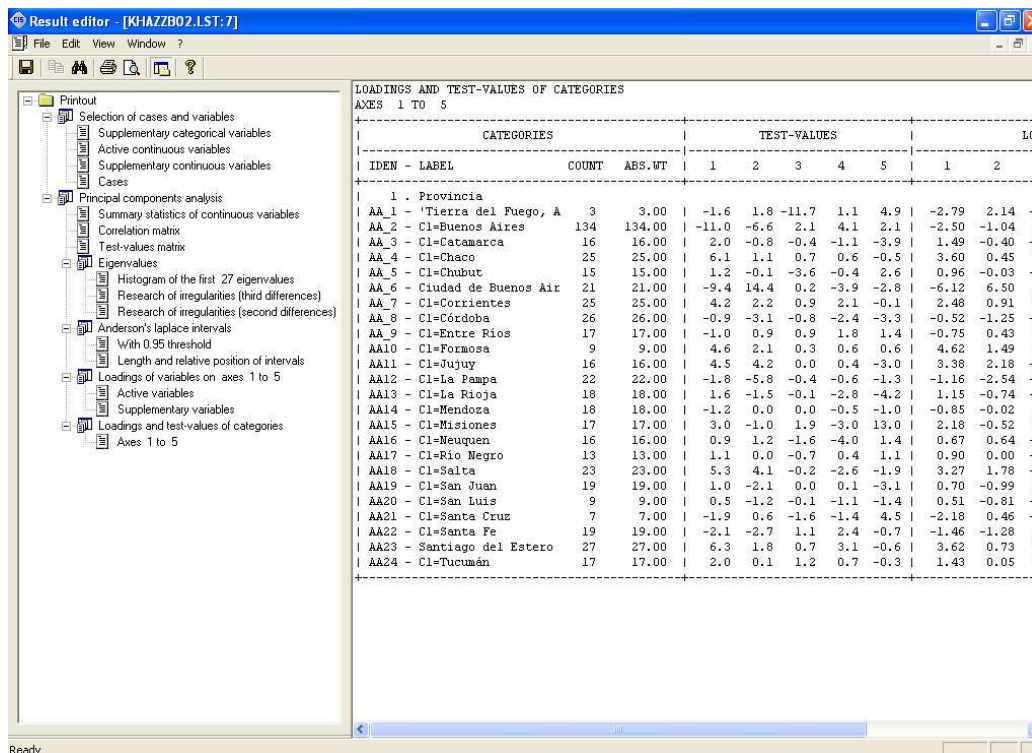 CIS Result editor - [KHAZZB02.LST:7]
File Edit View Window ?
Printout
Selection of cases and variables
Supplementary categorical variables
Active continuous variables
Supplementary continuous variables
Cases
Principal components analysis
Summary statistics of continuous variables
Correlation matrix
Test-values matrix
Eigenvalues
Histogram of the first 27 eigenvalues
Research of irregularities (third differences)
Research of irregularities (second differences)
Anderson's laplace intervals
With 0.95 threshold
Length and relative position of intervals
Loadings of variables on axes 1 to 5
Active variables
Supplementary variables
Loadings and test-values of categories
Axes 1 to 5
LOADINGS AND TEST-VALUES OF CATEGORIES
AXES 1 TO 5
| CATEGORIES | TEST-VALUES | LO
| IDEN - LABEL COUNT ABS.WT | 1 2 3 4 5 | 1 2
| 1 . Provincia
| AA_1 - 'Tierra del Fuego, A 3 3.00 | -1.6 1.8 -11.7 1.1 4.9 | -2.79 2.14 -
| AA_2 - C1=Buenos Aires 134 134.00 | -11.0 -6.6 2.1 4.1 2.1 | -2.50 -1.04
| AA_3 - C1=Catamarca 16 16.00 | 2.0 -0.8 -0.4 -1.1 -3.9 | 1.49 -0.40 -
| AA_4 - C1=Chaco 25 25.00 | 6.1 1.1 0.7 0.6 -0.5 | 3.60 0.45
| AA_5 - C1=Chubut 15 15.00 | 1.2 -0.1 -3.6 -0.4 2.6 | 0.96 -0.03 -
| AA_6 - Ciudad de Buenos Air 21 21.00 | -9.4 14.4 0.2 -3.9 -2.8 | -6.12 6.50
| AA_7 - C1=Corrientes 25 25.00 | 4.2 2.2 0.9 2.1 -0.1 | 2.48 0.91
| AA_8 - C1=Córdoba 26 26.00 | -0.9 -3.1 -0.8 -2.4 -3.3 | -0.52 -1.25 -
| AA_9 - C1=Entre Ríos 17 17.00 | -1.0 0.9 0.9 1.8 1.4 | -0.75 0.43
| AA10 - C1=Formosa 9 9.00 | 4.6 2.1 0.3 0.6 0.6 | 4.62 1.49
| AA11 - C1=Jujuy 16 16.00 | 4.5 4.2 0.0 0.4 -3.0 | 3.38 2.18 -
| AA12 - C1=La Pampa 22 22.00 | -1.8 -5.8 -0.4 -0.6 -1.3 | -1.16 -2.54 -
| AA13 - C1=La Rioja 18 18.00 | 1.6 -1.5 -0.1 -2.8 -4.2 | 1.15 -0.74 -
| AA14 - C1=Mendoza 18 18.00 | -1.2 0.0 0.0 -0.5 -1.0 | -0.85 -0.02
| AA15 - C1=Misiones 17 17.00 | 3.0 -1.0 1.9 -3.0 13.0 | 2.18 -0.52
| AA16 - C1=Neuquen 16 16.00 | 0.9 1.2 -1.6 -4.0 1.4 | 0.67 0.64 -
| AA17 - C1=Río Negro 13 13.00 | 1.1 0.0 -0.7 0.4 1.1 | 0.90 0.00 -
| AA18 - C1=Salta 23 23.00 | 5.3 4.1 -0.2 -2.6 -1.9 | 3.27 1.78 -
| AA19 - C1=San Juan 19 19.00 | 1.0 -2.1 0.0 0.1 -3.1 | 0.70 -0.99 -
| AA20 - C1=San Luis 9 9.00 | 0.5 -1.2 -0.1 -1.1 -1.4 | 0.51 -0.81 -
| AA21 - C1=Santa Cruz 7 7.00 | -1.9 0.6 -1.6 -1.4 4.5 | -2.18 0.46 -
| AA22 - C1=Santa Fe 19 19.00 | -2.1 -2.7 1.1 2.4 -0.7 | -1.46 -1.28
| AA23 - Santiago del Estero 27 27.00 | 6.3 1.8 0.7 3.1 -0.6 | 3.62 0.73
| AA24 - C1=Tucumán 17 17.00 | 2.0 0.1 1.2 0.7 -0.3 | 1.43 0.05
Ready